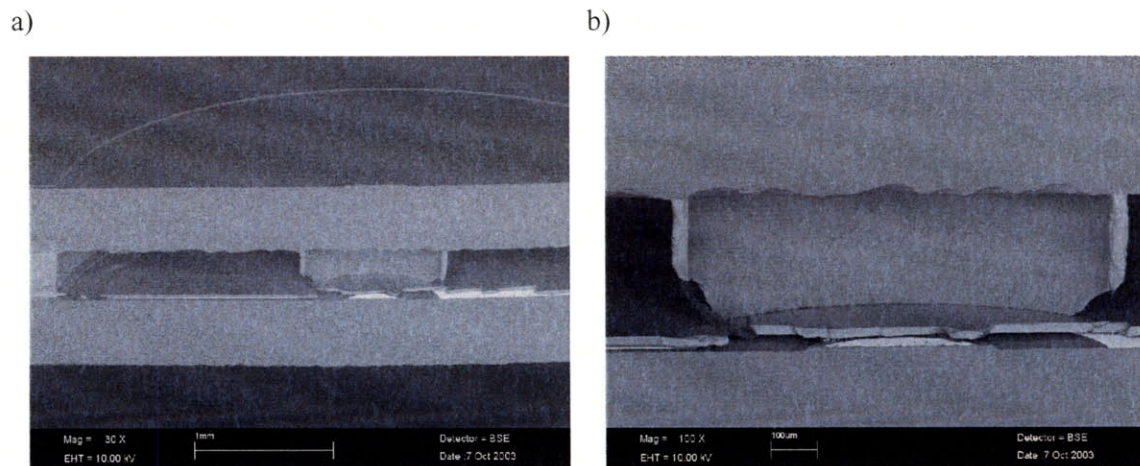 a)
b)
Mag = 30 X
EHT = 10.00 kV
1mm
Detector = BSE
Date :7 Oct 2003
Mag = 100 X
EHT = 10.00 kV
100µm
Detector = BSE
Date :7 Oct 2003